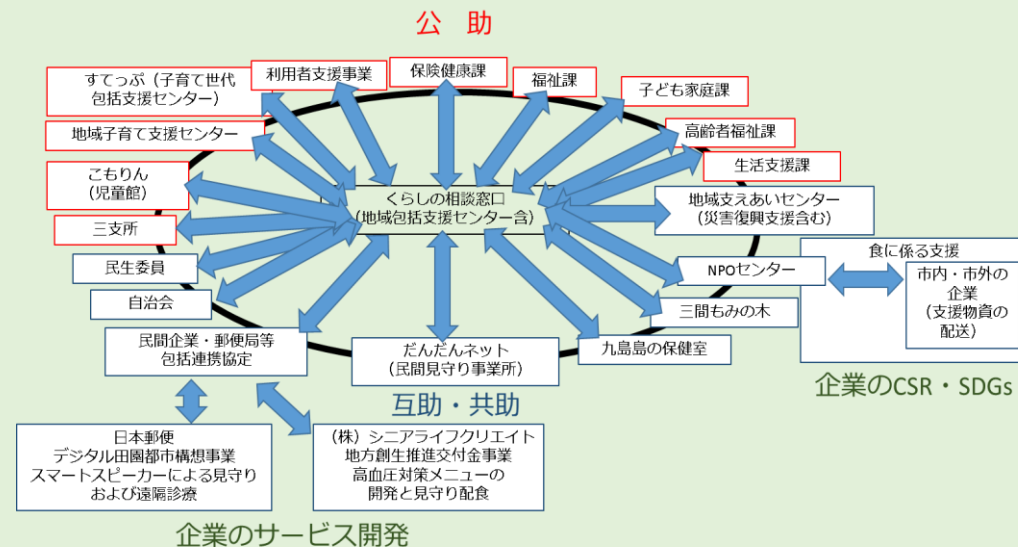 公 助
すてっぷ（子育て世代
包括支援センター）
利用者支援事業
保険健康課
福祉課
子ども家庭課
地域子育て支援センター
高齢者福祉課
こもりん
（児童館）
生活支援課
くらしの相談窓口
（地域包括支援センター含）
地域支えあいセンター
（災害復興支援含む）
三支所
民生委員
NPOセンター
食に係る支援
市内・市外の
企業
（支援物資の
配送）
自治会
三間もみの木
民間企業・郵便局等
包括連携協定
だんだんネット
（民間見守り事業所）
九島島の保健室
企業のCSR・SDGs
互助・共助
日本郵便
デジタル田園都市構想事業
スマートスピーカーによる見守り
および遠隔診療
（株）シニアライフクリエイト
地方創生推進交付金事業
高血圧対策メニューの
開発と見守り配食
企業のサービス開発